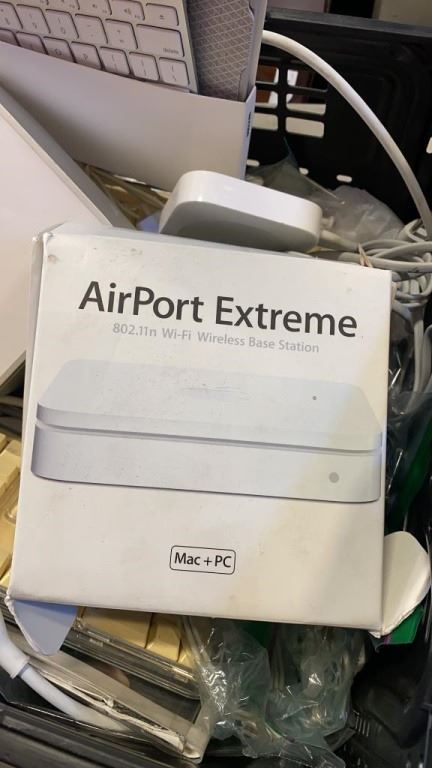 AirPort Extreme
802.11n Wi-Fi Wireless Base Station
Mac + PC